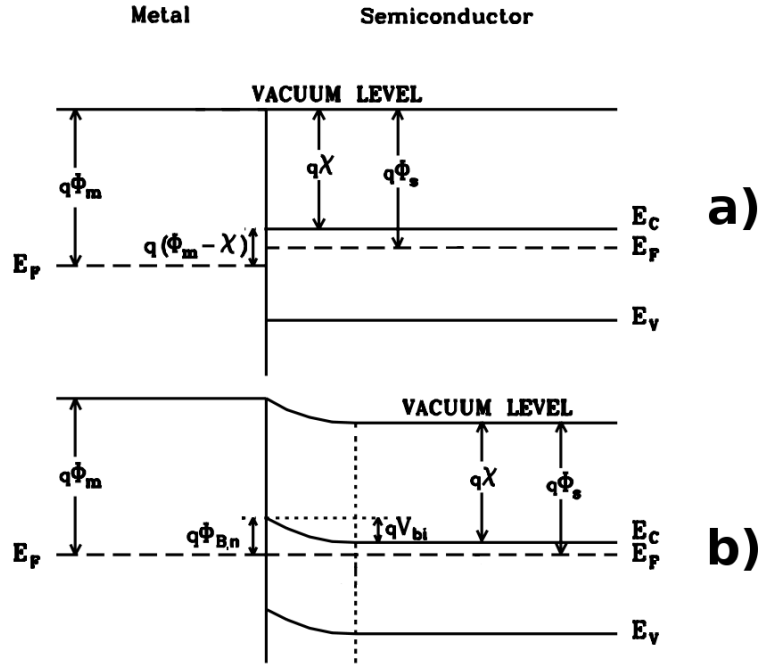 Metal
Semiconductor
VACUUM LEVEL
qΦm
qχ
qΦs
a)
EC
q(Φm − χ)
EF
EF
EV
VACUUM LEVEL
qΦm
qχ
qΦs
qΦB,n
qVbi
EC
EF
EF
b)
EV